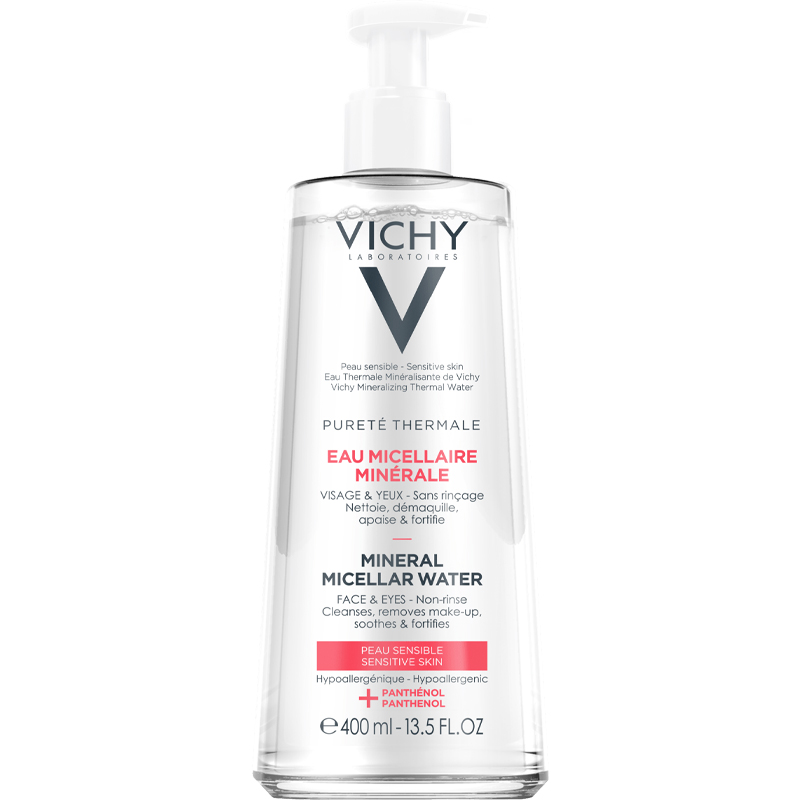 VICHY
LABORATOIRES
V
Peau sensible - Sensitive skin
Eau Thermale Minéralisante de Vichy
Vichy Mineralizing Thermal Water
PURETÉ THERMALE
EAU MICELLAIRE
MINÉRALE
VISAGE & YEUX - Sans rinçage
Nettoie, démaquille,
apaise & fortifie
MINERAL
MICELLAR WATER
FACE & EYES - Non-rinse
Cleanses, removes make-up,
soothes & fortifies
PEAU SENSIBLE
SENSITIVE SKIN
Hypoallergénique - Hypoallergenic
+ PANTHÉNOL
PANTHENOL
℮400 ml - 13.5 FL.OZ